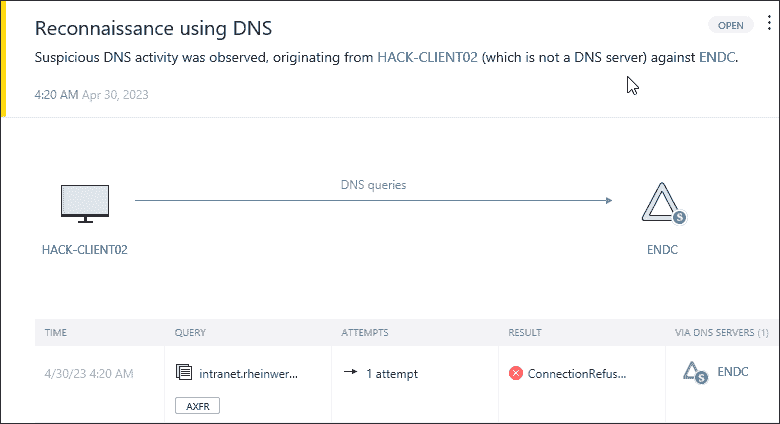 Reconnaissance using DNS
OPEN
Suspicious DNS activity was observed, originating from HACK-CLIENT02 (which is not a DNS server) against ENDC.
4:20 AM Apr 30, 2023
DNS queries
HACK-CLIENT02
ENDC
TIME QUERY ATTEMPTS RESULT VIA DNS SERVERS (1)
4/30/23 4:20 AM intranet.rheinwer... → 1 attempt ConnectionRefus... S ENDC
AXFR